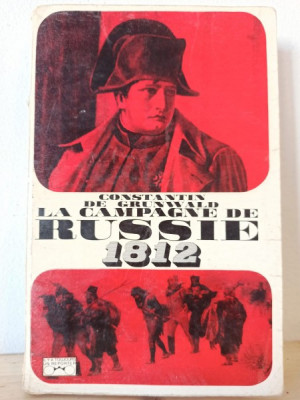 CONSTANTIN
DE GRUNWALD
LA CAMPAGNE DE
RUSSIE
1812